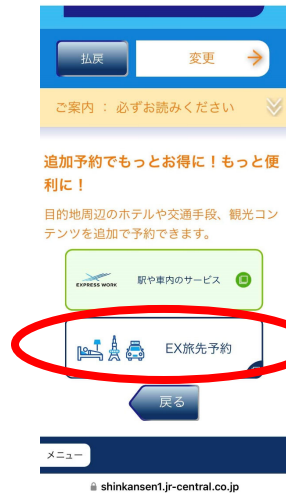 払戻
変更
ご案内 ： 必ずお読みください
追加予約でもっとお得に！もっと便
利に！
目的地周辺のホテルや交通手段、観光コン
テンツを追加で予約できます。
EXPRESS WORK
駅や車内のサービス
EX旅先予約
戻る
メニュー
shinkansen1.jr-central.co.jp